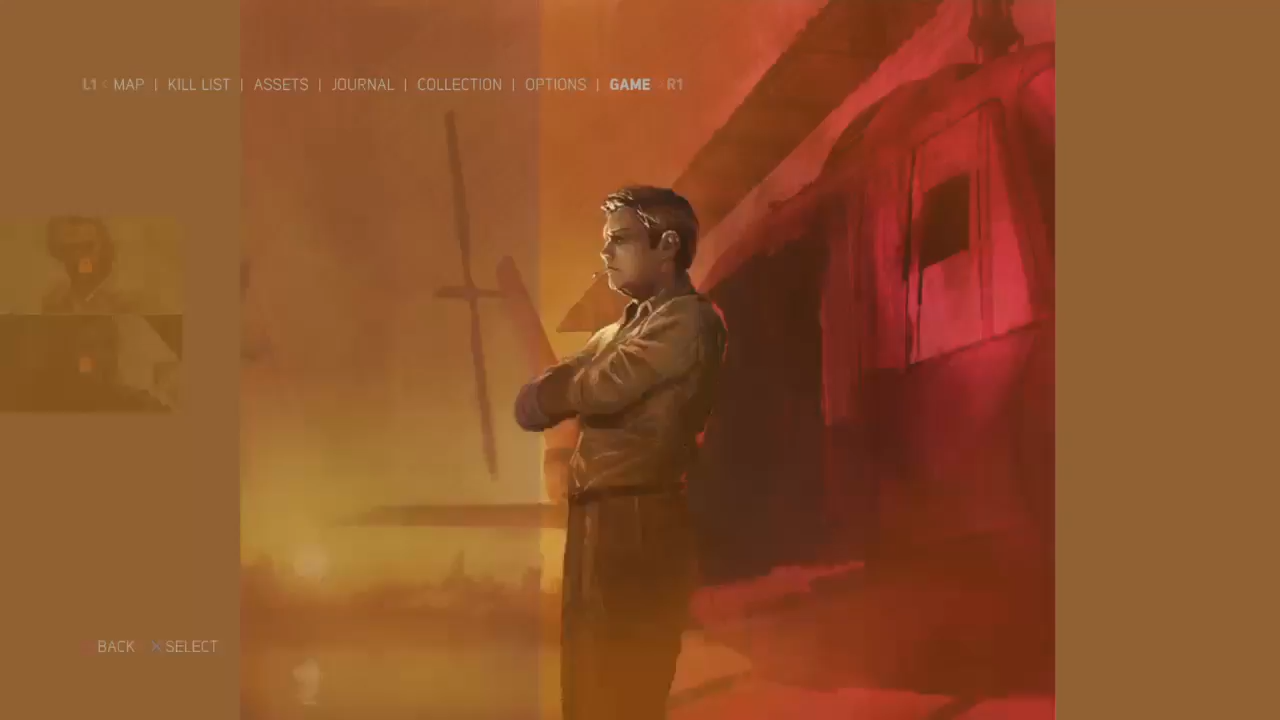 L1 < MAP | KILL LIST | ASSETS | JOURNAL | COLLECTION | OPTIONS | GAME > R1
BACK SELECT